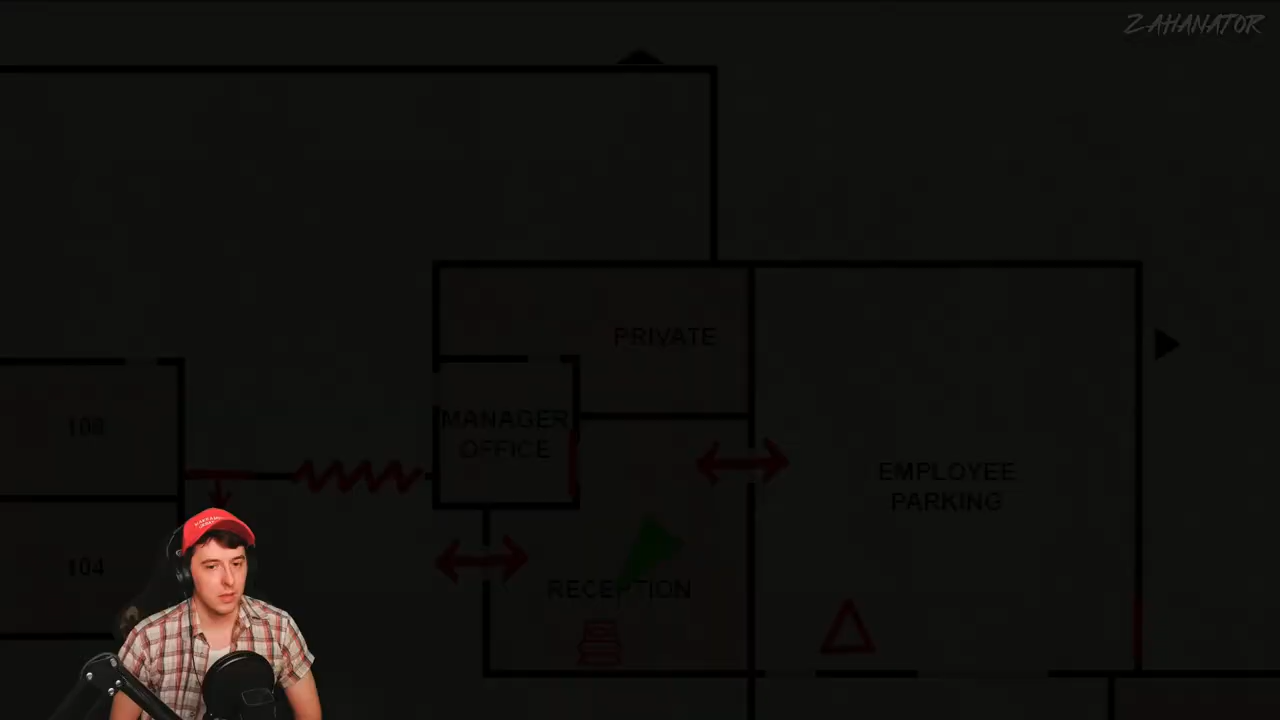 ZAHANATOR
PRIVATE
108
MANAGER
OFFICE
EMPLOYEE
PARKING
104
RECEPTION